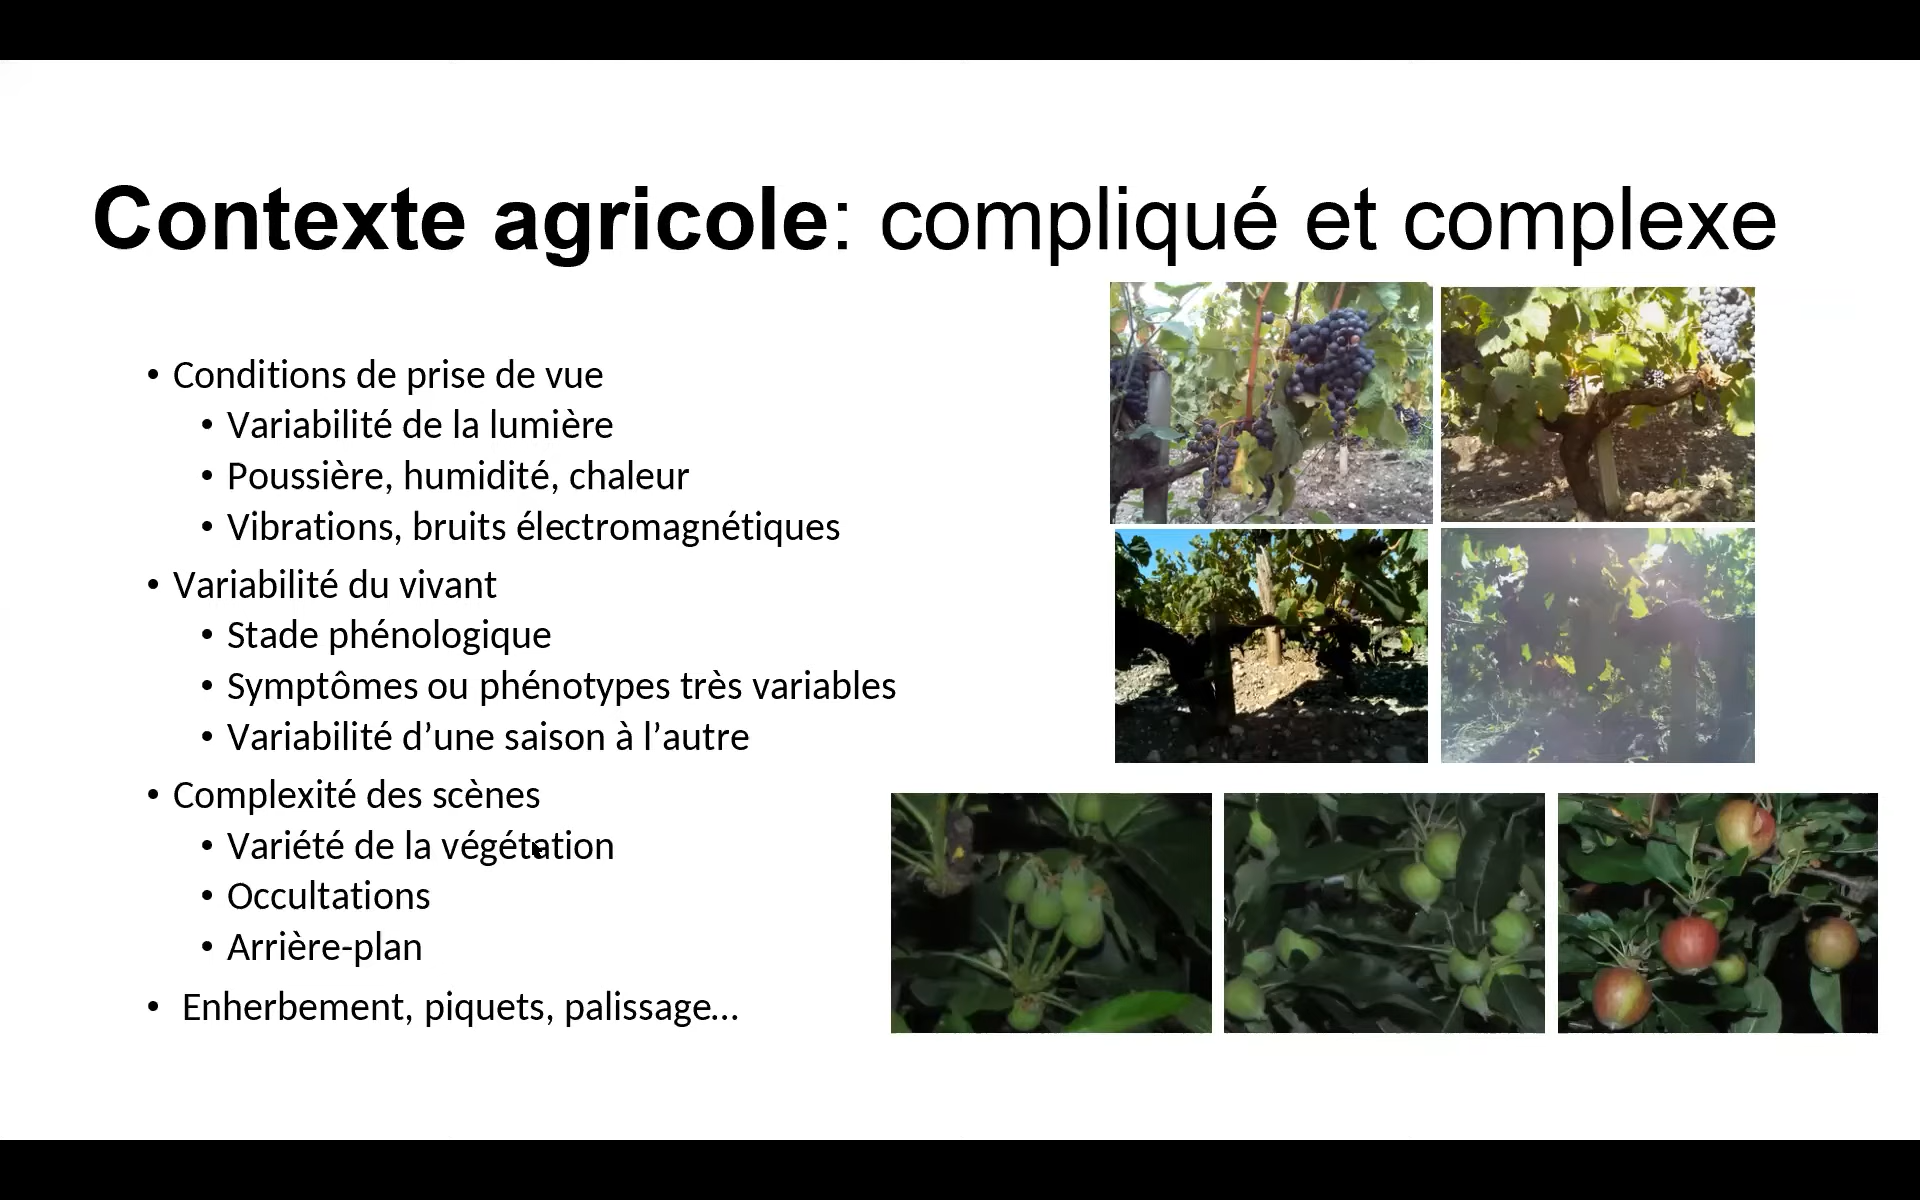 Contexte agricole: compliqué et complexe
• Conditions de prise de vue
• Variabilité de la lumière
• Poussière, humidité, chaleur
• Vibrations, bruits électromagnétiques
• Variabilité du vivant
• Stade phénologique
• Symptômes ou phénotypes très variables
• Variabilité d’une saison à l’autre
• Complexité des scènes
• Variété de la végétation
• Occultations
• Arrière-plan
• Enherbement, piquets, palissage…